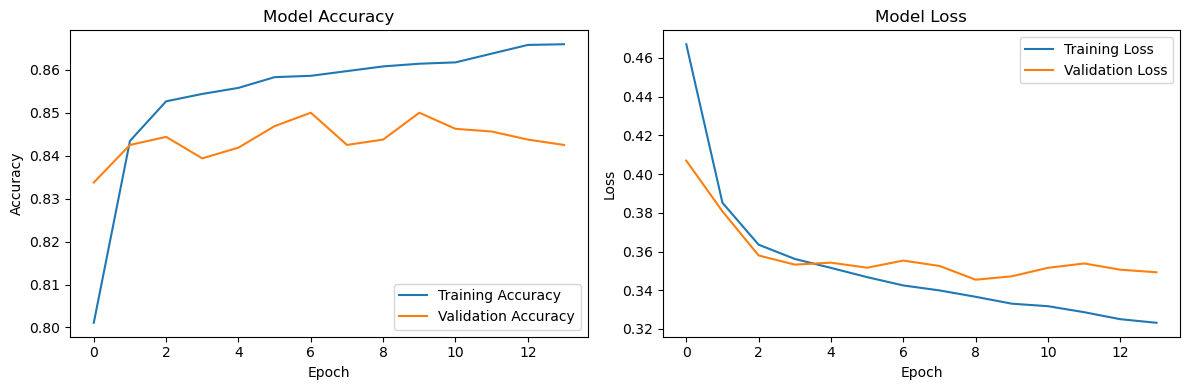 Model Accuracy
0.86
0.85
0.84
0.83
0.82
0.81
0.80
Accuracy
0
2
4
6
8
10
12
Epoch
Training Accuracy
Validation Accuracy
Model Loss
0.46
0.44
0.42
0.40
0.38
0.36
0.34
0.32
Loss
0
2
4
6
8
10
12
Epoch
Training Loss
Validation Loss